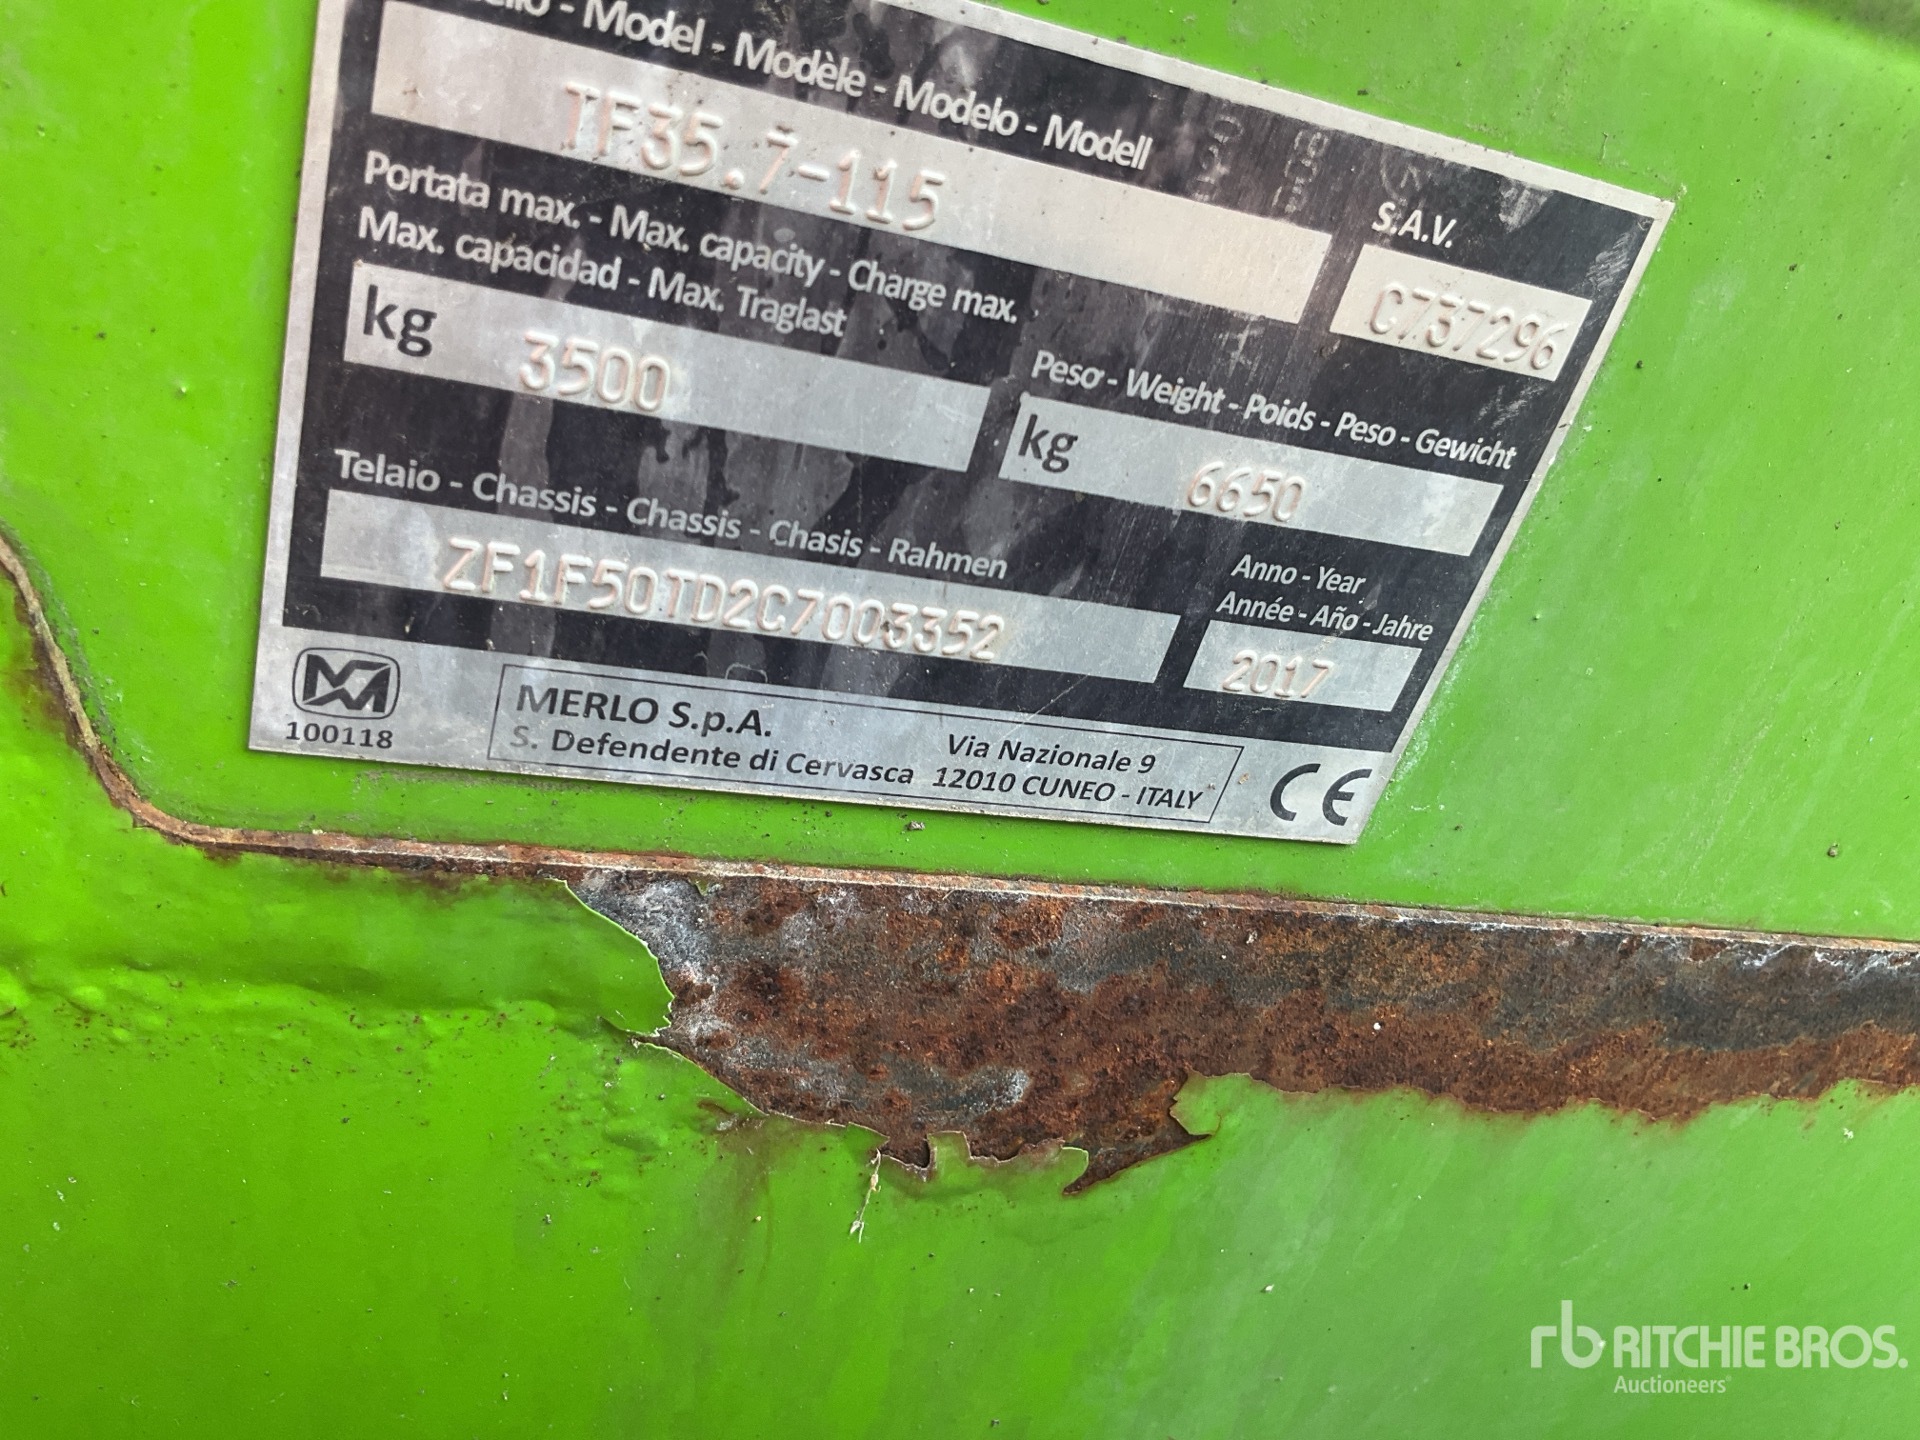 - Model - Modèle - Modelo - Modell
TF35.7-115
S.A.V.
C737296
Portata max. - Max. capacity - Charge max.
Max. capacidad - Max. Traglast
kg 3500
Peso - Weight - Poids - Peso - Gewicht
kg 6650
Telaio - Chassis - Chassis - Chasis - Rahmen
ZF1F50TD2C7003352
Anno - Year
Année - Año - Jahre
2017
100118
MERLO S.p.A.
S. Defendente di Cervasca
Via Nazionale 9
12010 CUNEO - ITALY
CE
rb RITCHIE BROS.
Auctioneers